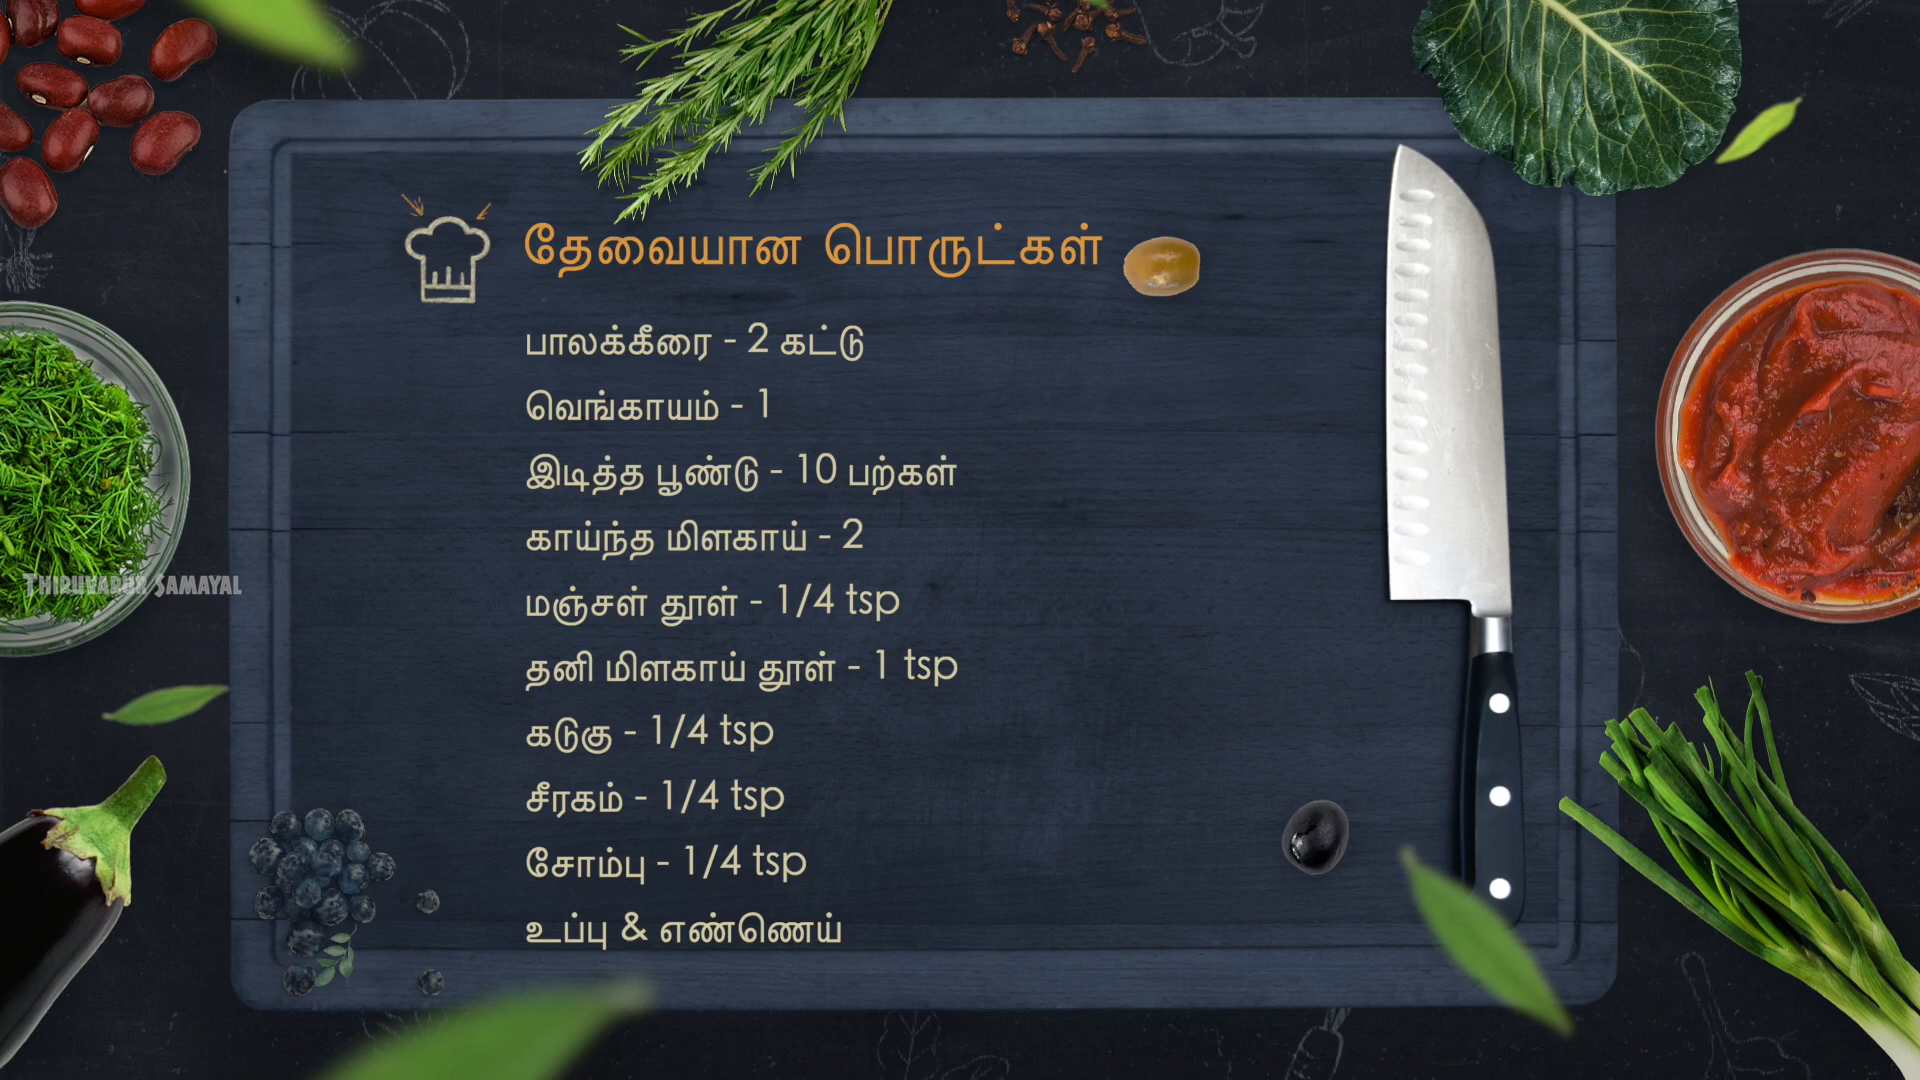 தேவையான பொருட்கள்
பாலக்கீரை - 2 கட்டு
வெங்காயம் - 1
இடித்த பூண்டு - 10 பற்கள்
காய்ந்த மிளகாய் - 2
மஞ்சள் தூள் - 1/4 tsp
தனி மிளகாய் தூள் - 1 tsp
கடுகு - 1/4 tsp
சீரகம் - 1/4 tsp
சோம்பு - 1/4 tsp
உப்பு & எண்ணெய்
THIRUVARUR SAMAYAL